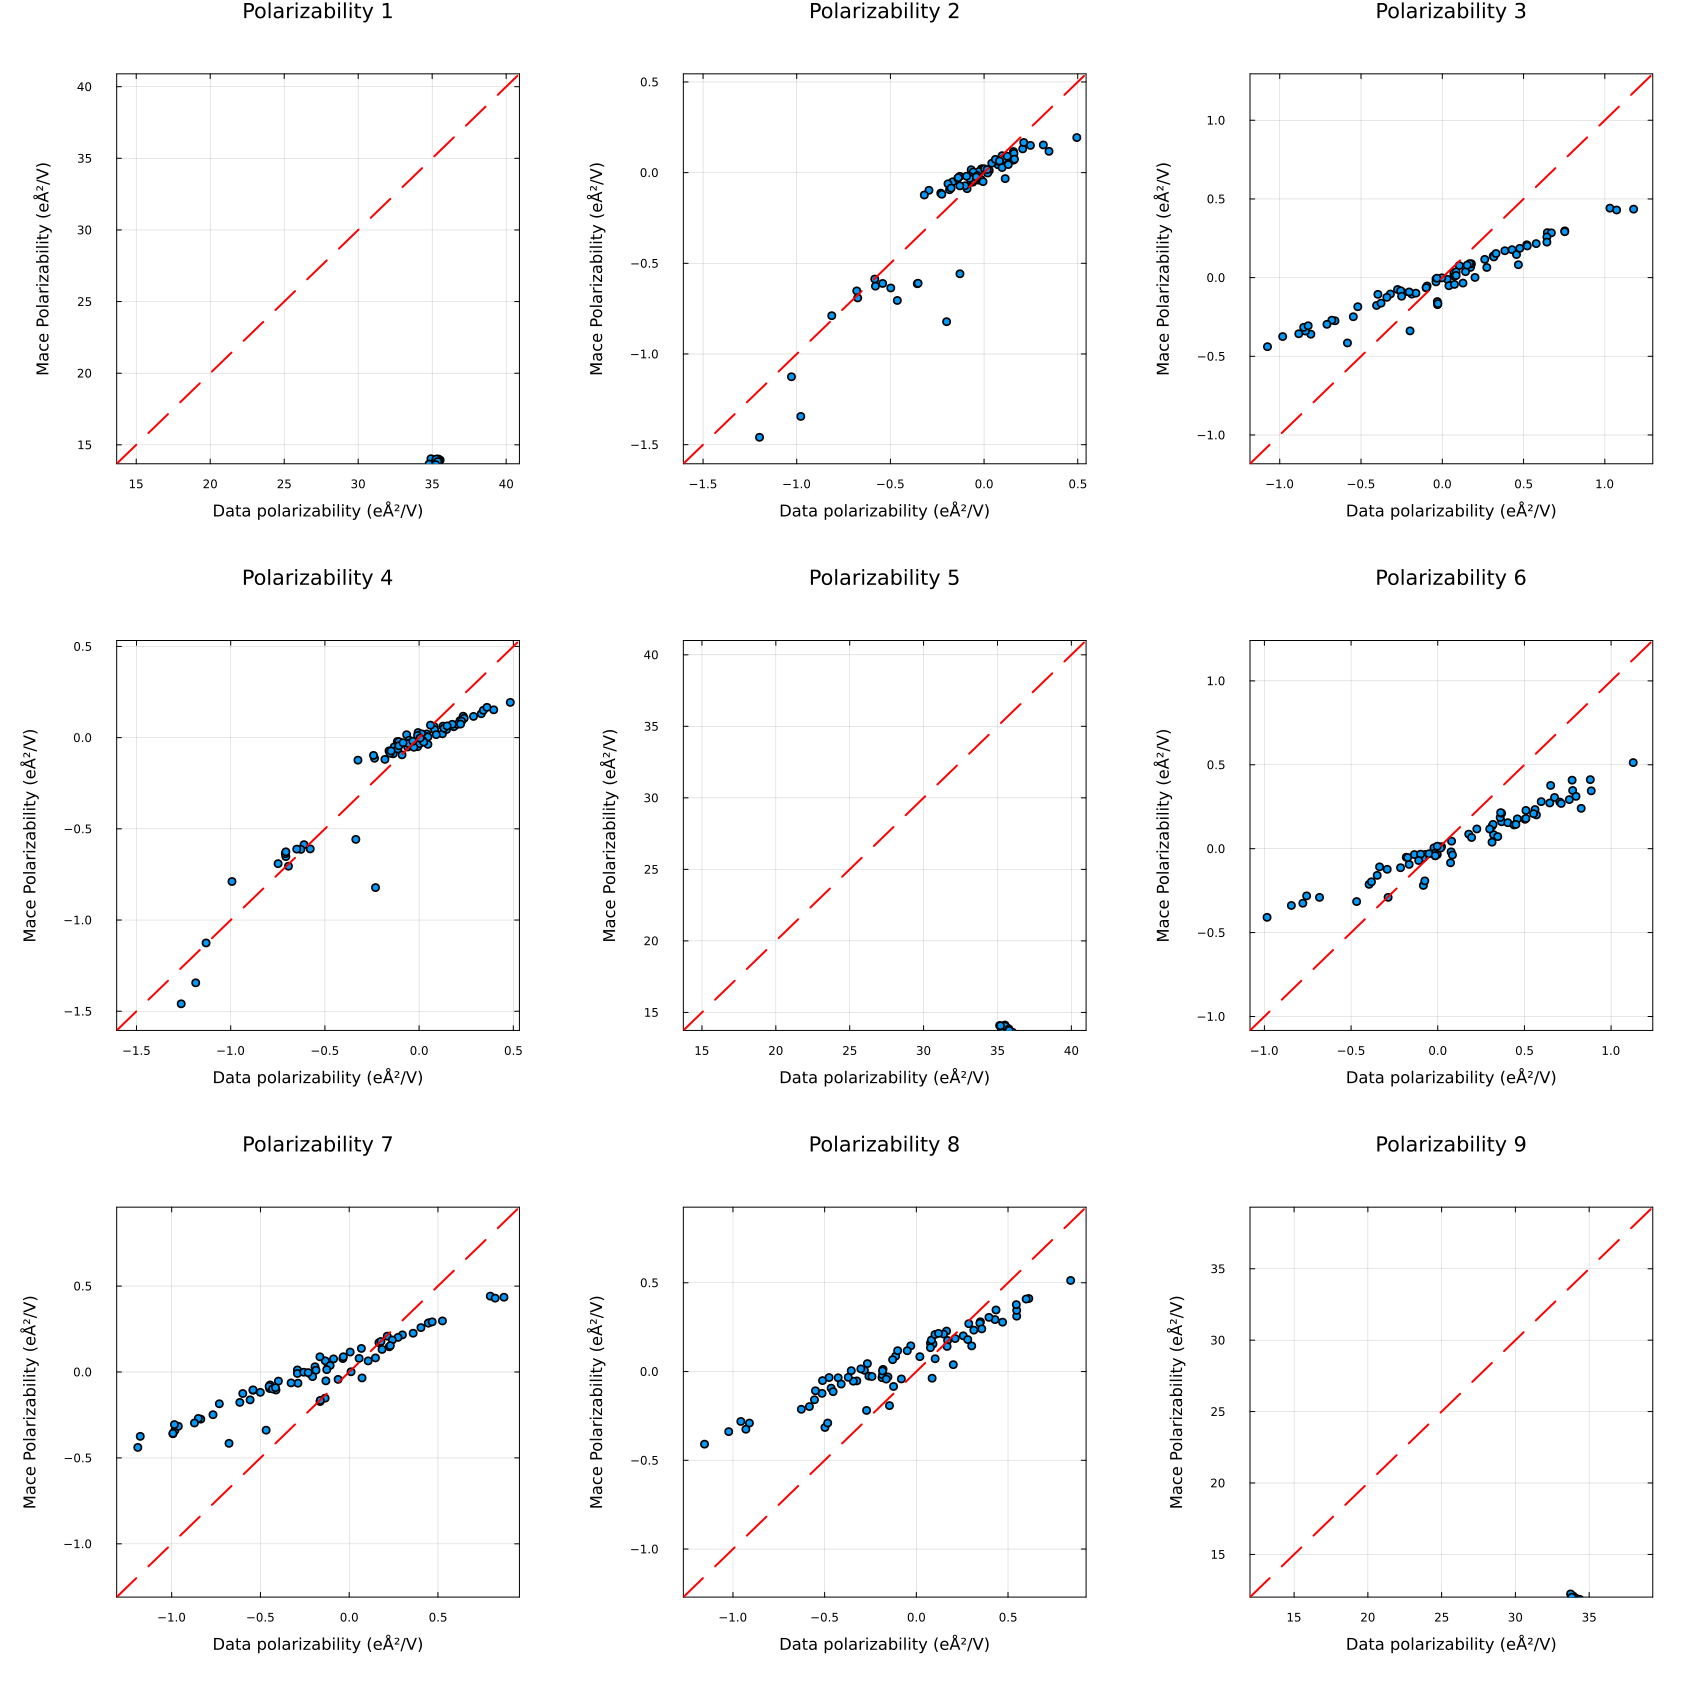 Polarizability 1
Polarizability 2
Polarizability 3
40
35
30
25
20
15
Mace Polarizability (eÅ²/V)
15 20 25 30 35 40
Data polarizability (eÅ²/V)
0.5
0.0
−0.5
−1.0
−1.5
Mace Polarizability (eÅ²/V)
−1.5 −1.0 −0.5 0.0 0.5
Data polarizability (eÅ²/V)
1.0
0.5
0.0
−0.5
−1.0
Mace Polarizability (eÅ²/V)
−1.0 −0.5 0.0 0.5 1.0
Data polarizability (eÅ²/V)
Polarizability 4
Polarizability 5
Polarizability 6
0.5
0.0
−0.5
−1.0
−1.5
Mace Polarizability (eÅ²/V)
−1.5 −1.0 −0.5 0.0 0.5
Data polarizability (eÅ²/V)
40
35
30
25
20
15
Mace Polarizability (eÅ²/V)
15 20 25 30 35 40
Data polarizability (eÅ²/V)
1.0
0.5
0.0
−0.5
−1.0
Mace Polarizability (eÅ²/V)
−1.0 −0.5 0.0 0.5 1.0
Data polarizability (eÅ²/V)
Polarizability 7
Polarizability 8
Polarizability 9
0.5
0.0
−0.5
−1.0
Mace Polarizability (eÅ²/V)
−1.0 −0.5 0.0 0.5
Data polarizability (eÅ²/V)
0.5
0.0
−0.5
−1.0
Mace Polarizability (eÅ²/V)
−1.0 −0.5 0.0 0.5
Data polarizability (eÅ²/V)
35
30
25
20
15
Mace Polarizability (eÅ²/V)
15 20 25 30 35
Data polarizability (eÅ²/V)